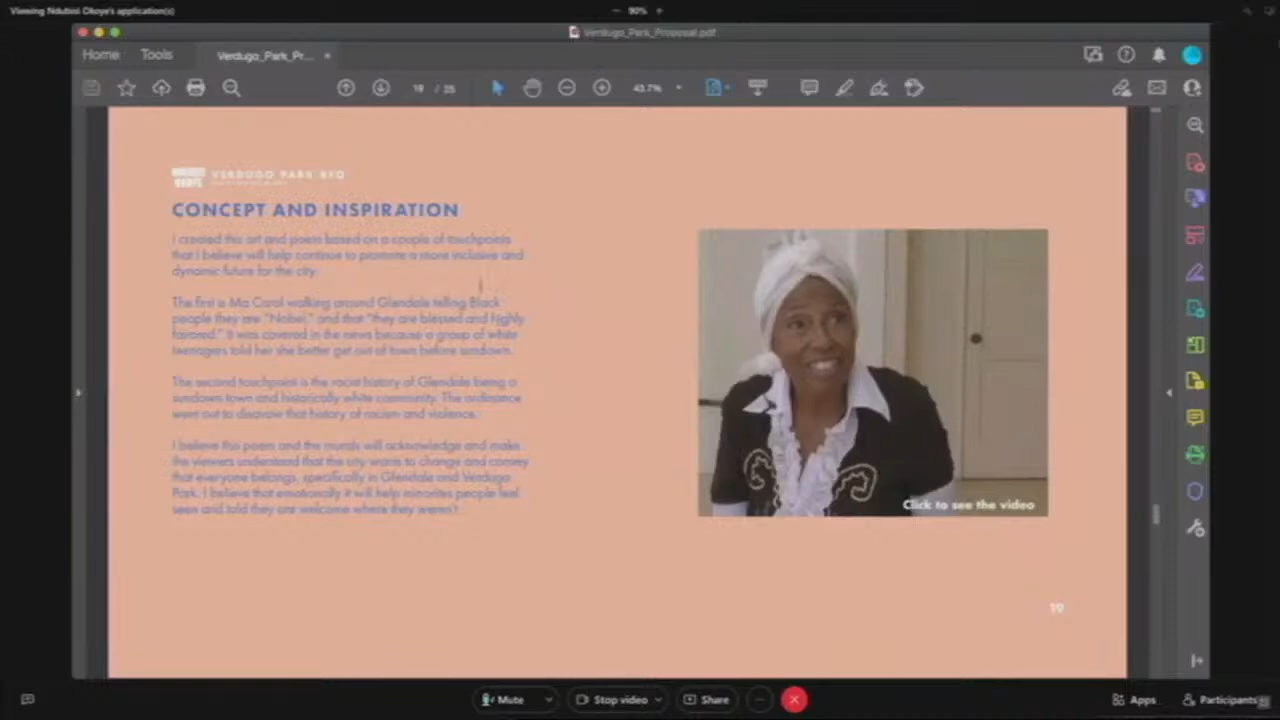 Viewing Ndubisi Okoye's application(s)
90%
Verdugo_Park_Proposal.pdf
Home
Tools
Verdugo_Park_Pr...
19 / 25
43.7%
VERDUGO PARK RFQ
CONCEPT AND INSPIRATION
I created this art and poem based on a couple of touchpoints
that I believe will help continue to promote a more inclusive and
dynamic future for the city.
The first is Ma Carol walking around Glendale telling Black
people they are "Nobel," and that "they are blessed and highly
favored." It was covered in the news because a group of white
teenagers told her she better get out of town before sundown.
The second touchpoint is the racist history of Glendale being a
sundown town and historically white community. The ordinance
went out to disavow that history of racism and violence.
I believe this poem and the murals will acknowledge and make
the viewers understand that the city wants to change and convey
that everyone belongs, specifically in Glendale and Verdugo
Park. I believe that emotionally it will help minorities people feel
seen and told they are welcome where they weren't
Click to see the video
19
Mute
Stop video
Share
Apps
Participants